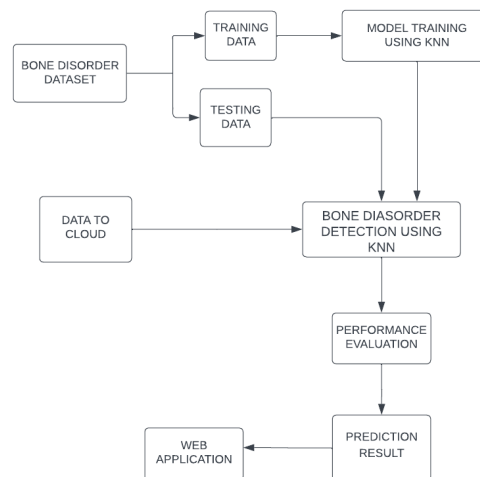 TRAINING
DATA
MODEL TRAINING
USING KNN
BONE DISORDER
DATASET
TESTING
DATA
DATA TO
CLOUD
BONE DIASORDER
DETECTION USING
KNN
PERFORMANCE
EVALUATION
PREDICTION
RESULT
WEB
APPLICATION